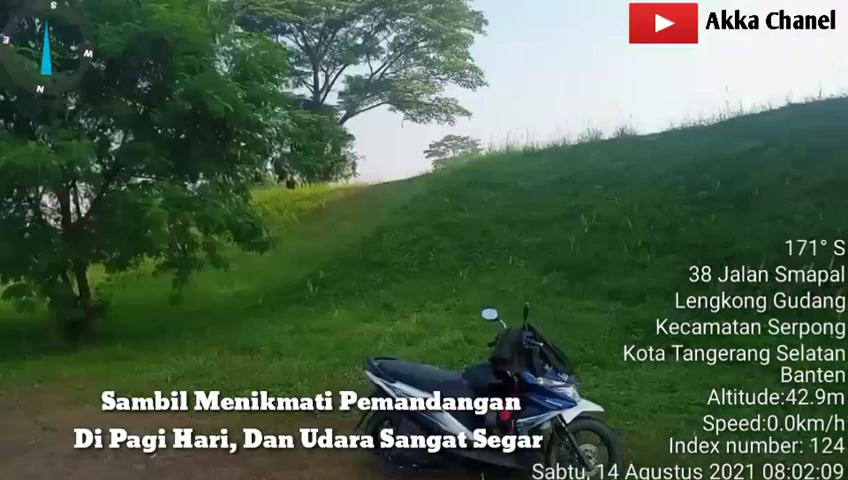 S
E
W
N
Akka Chanel
171° S
38 Jalan Smapal
Lengkong Gudang
Kecamatan Serpong
Kota Tangerang Selatan
Banten
Altitude:42.9m
Speed:0.0km/h
Index number: 124
Sabtu, 14 Agustus 2021 08:02:09
Sambil Menikmati Pemandangan
Di Pagi Hari, Dan Udara Sangat Segar